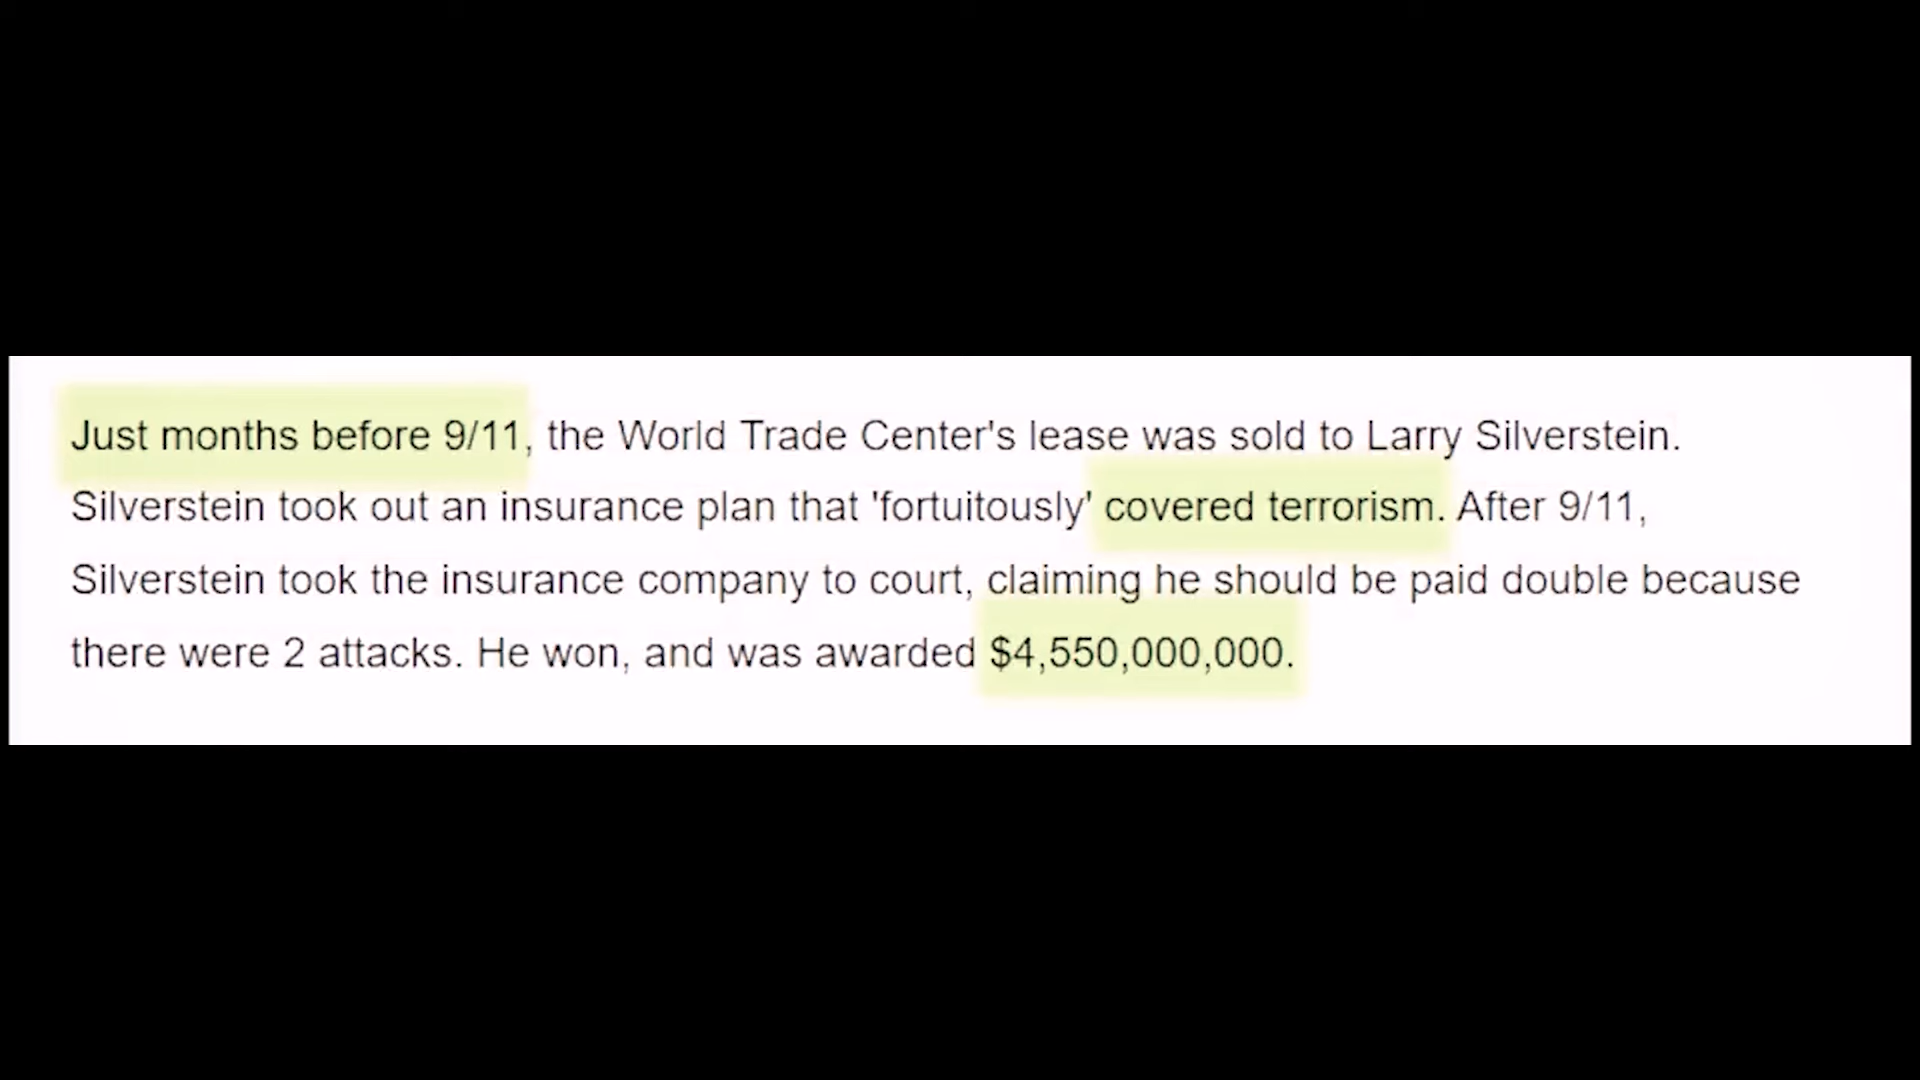 Just months before 9/11, the World Trade Center's lease was sold to Larry Silverstein.
Silverstein took out an insurance plan that 'fortuitously' covered terrorism. After 9/11,
Silverstein took the insurance company to court, claiming he should be paid double because
there were 2 attacks. He won, and was awarded $4,550,000,000.